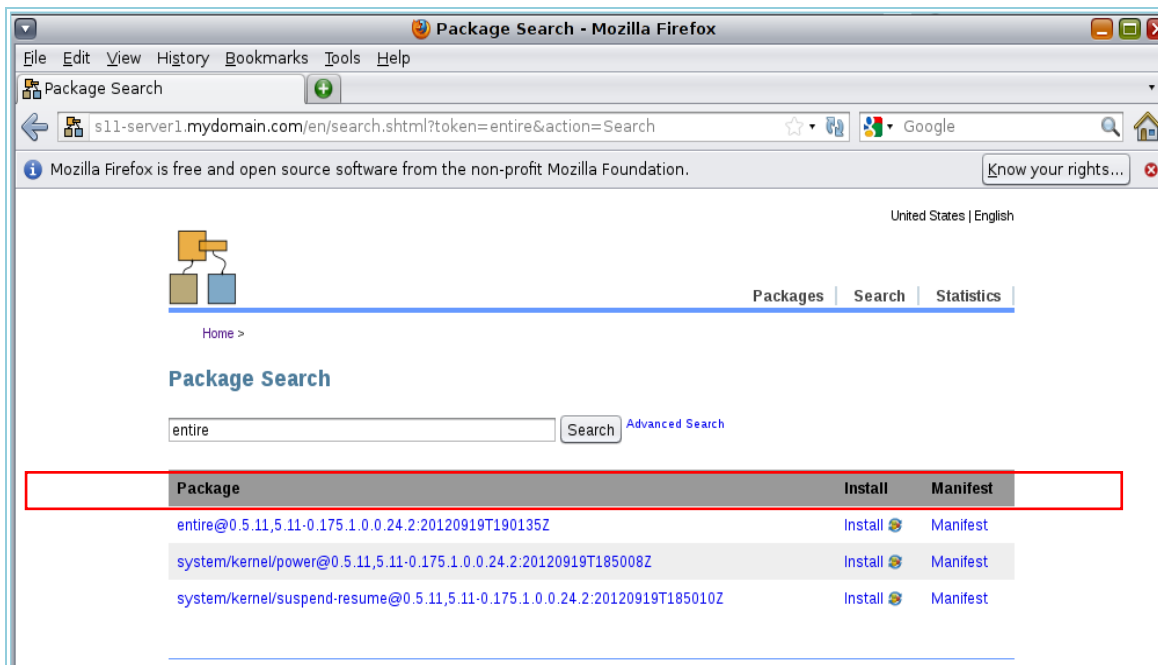 Package Search - Mozilla Firefox
File Edit View History Bookmarks Tools Help
Package Search
s11-server1.mydomain.com/en/search.shtml?token=entire&action=Search Google
Mozilla Firefox is free and open source software from the non-profit Mozilla Foundation. Know your rights...
United States | English
Packages Search Statistics
Home >
Package Search
entire Search Advanced Search
Package Install Manifest
entire@0.5.11,5.11-0.175.1.0.0.24.2:20120919T190135Z Install Manifest
system/kernel/power@0.5.11,5.11-0.175.1.0.0.24.2:20120919T185008Z Install Manifest
system/kernel/suspend-resume@0.5.11,5.11-0.175.1.0.0.24.2:20120919T185010Z Install Manifest